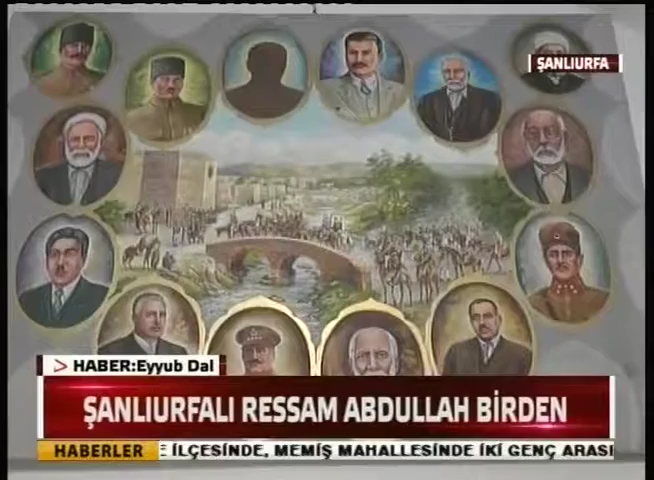 ŞANLIURFA
HABER:Eyyub Dal
ŞANLIURFALI RESSAM ABDULLAH BİRDEN
HABERLER
E İLÇESİNDE, MEMİŞ MAHALLESİNDE İKİ GENÇ ARASI